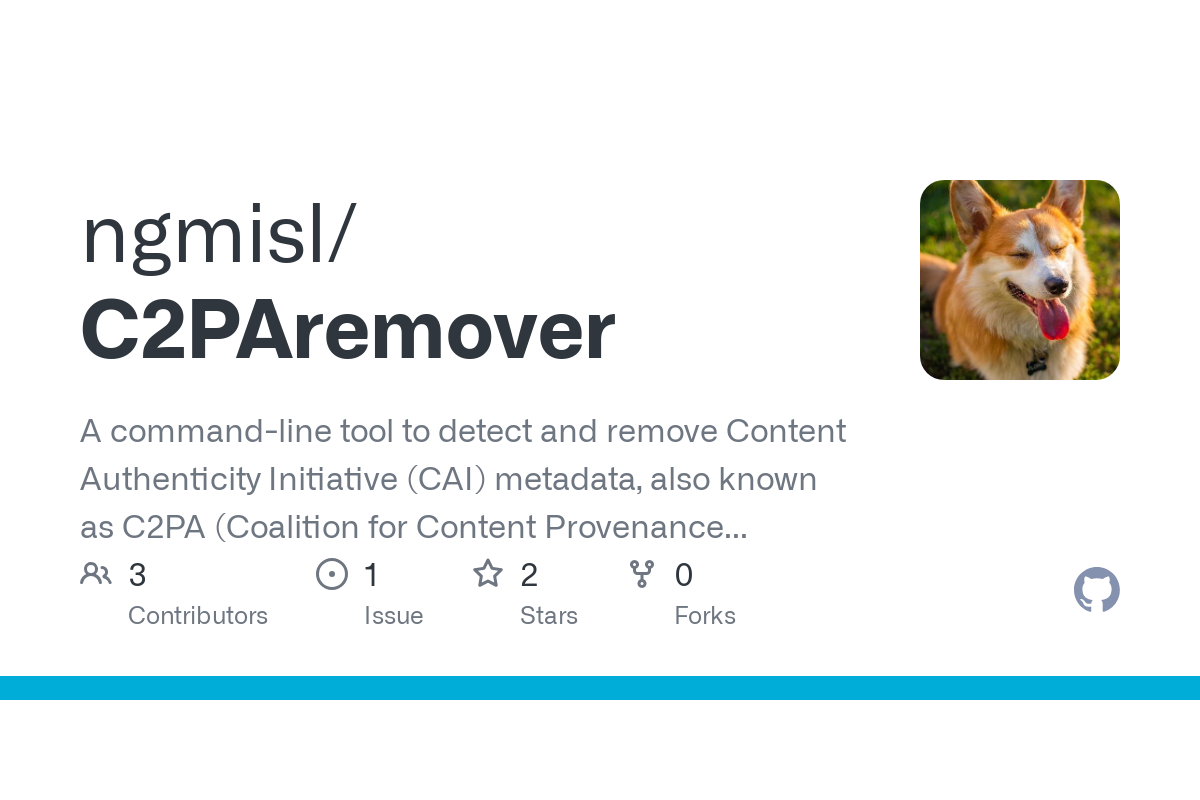 ngmisl/
C2PAremover
A command-line tool to detect and remove Content
Authenticity Initiative (CAI) metadata, also known
as C2PA (Coalition for Content Provenance...
3 1 2 0
Contributors Issue Stars Forks